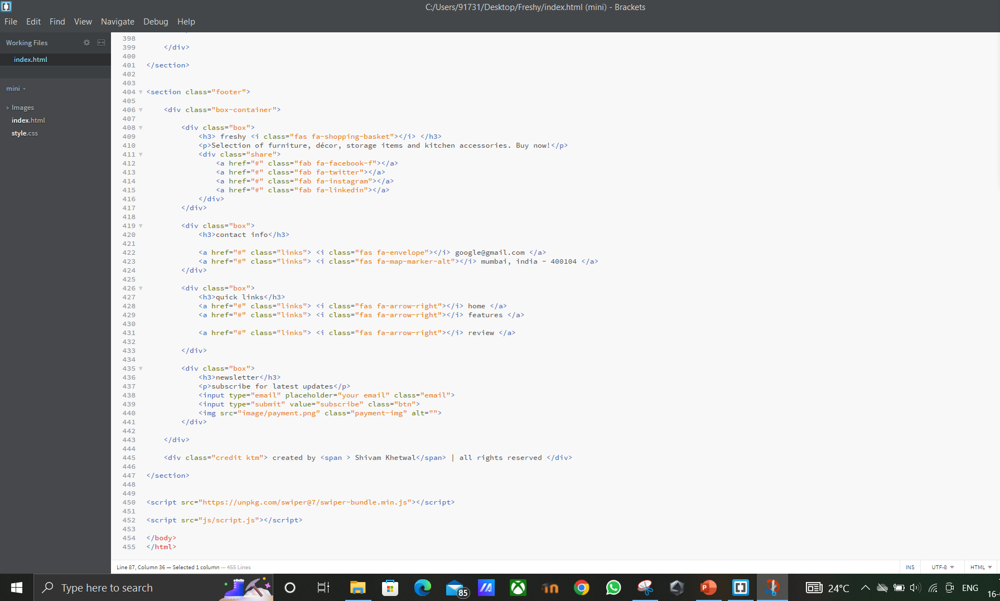 C:/Users/91731/Desktop/Freshy/index.html (mini) - Brackets
File Edit Find View Navigate Debug Help
Working Files
index.html
mini
Images
index.html
style.css
398
399     </div>
400
401 </section>
402
403
404 <section class="footer">
405
406     <div class="box-container">
407
408         <div class="box">
409             <h3> freshy <i class="fas fa-shopping-basket"></i> </h3>
410             <p>Selection of furniture, décor, storage items and kitchen accessories. Buy now!</p>
411             <div class="share">
412                 <a href="#" class="fab fa-facebook-f"></a>
413                 <a href="#" class="fab fa-twitter"></a>
414                 <a href="#" class="fab fa-instagram"></a>
415                 <a href="#" class="fab fa-linkedin"></a>
416             </div>
417         </div>
418
419         <div class="box">
420             <h3>contact info</h3>
421
422             <a href="#" class="links"> <i class="fas fa-envelope"></i> google@gmail.com </a>
423             <a href="#" class="links"> <i class="fas fa-map-marker-alt"></i> mumbai, india - 400104 </a>
424         </div>
425
426         <div class="box">
427             <h3>quick links</h3>
428             <a href="#" class="links"> <i class="fas fa-arrow-right"></i> home </a>
429             <a href="#" class="links"> <i class="fas fa-arrow-right"></i> features </a>
430
431             <a href="#" class="links"> <i class="fas fa-arrow-right"></i> review </a>
432
433         </div>
434
435         <div class="box">
436             <h3>newsletter</h3>
437             <p>subscribe for latest updates</p>
438             <input type="email" placeholder="your email" class="email">
439             <input type="submit" value="subscribe" class="btn">
440             <img src="image/payment.png" class="payment-img" alt="">
441         </div>
442
443     </div>
444
445     <div class="credit ktm"> created by <span > Shivam Khetwal</span> | all rights reserved </div>
446
447 </section>
448
449
450 <script src="https://unpkg.com/swiper@7/swiper-bundle.min.js"></script>
451
452 <script src="js/script.js"></script>
453
454 </body>
455 </html>
Line 87, Column 36 — Selected 1 column — 455 Lines
INS UTF-8 HTML
Type here to search
85
24°C
ENG
16-